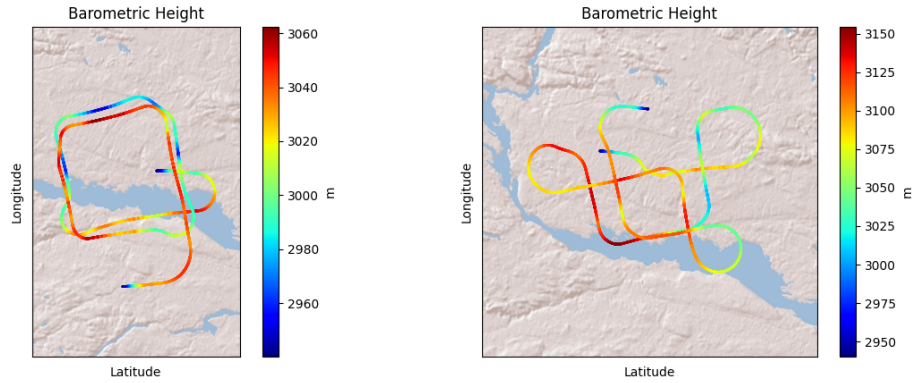 Barometric Height
Longitude
Latitude
3060
3040
3020
3000
2980
2960
m
Barometric Height
Longitude
Latitude
3150
3125
3100
3075
3050
3025
3000
2975
2950
m